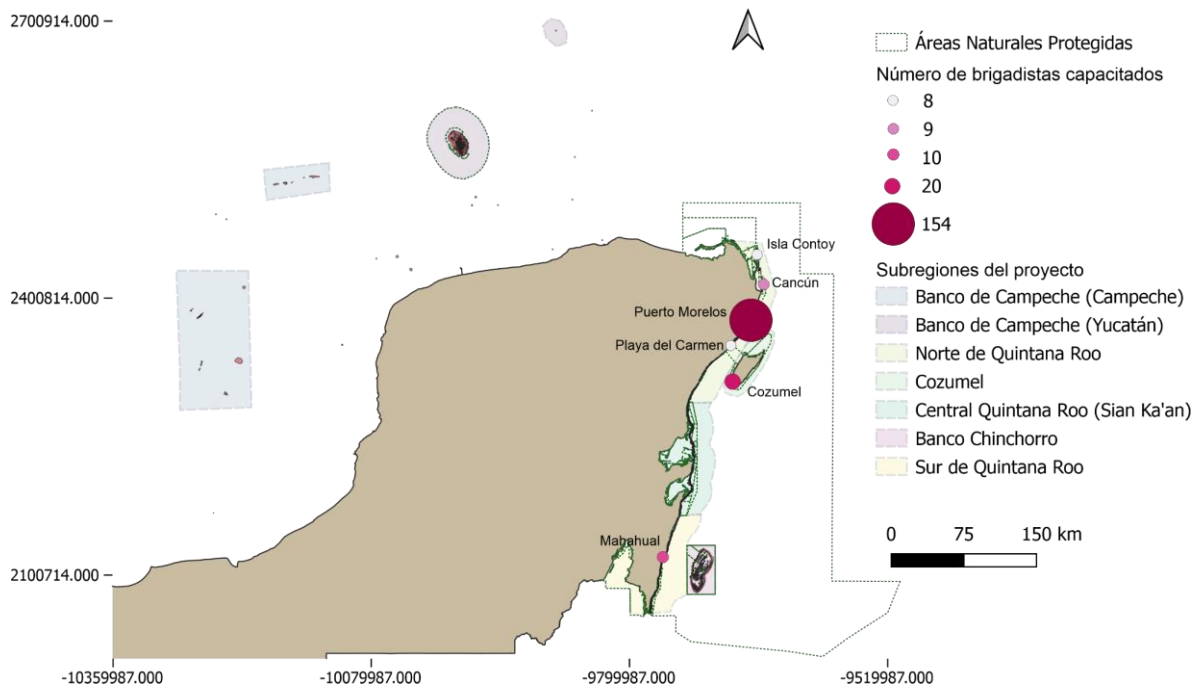 2700914.000
2400814.000
2100714.000
-10359987.000
-10079987.000
-9799987.000
-9519987.000
Isla Contoy
Cancún
Puerto Morelos
Playa del Carmen
Cozumel
Mahahual
Áreas Naturales Protegidas
Número de brigadistas capacitados
8
9
10
20
154
Subregiones del proyecto
Banco de Campeche (Campeche)
Banco de Campeche (Yucatán)
Norte de Quintana Roo
Cozumel
Central Quintana Roo (Sian Ka'an)
Banco Chinchorro
Sur de Quintana Roo
0 75 150 km